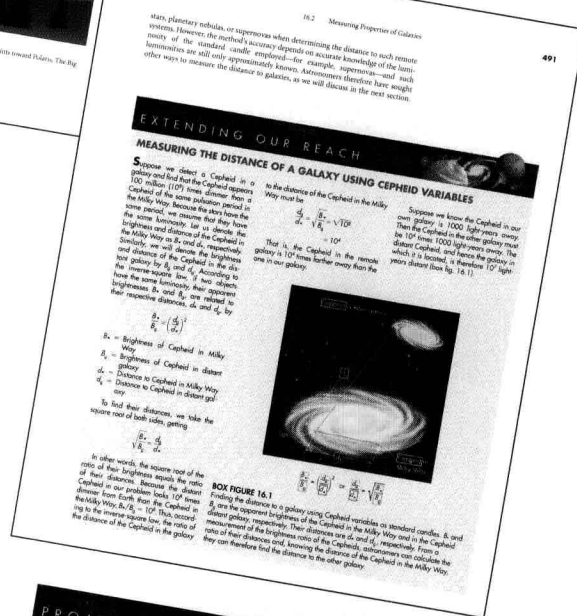 ints toward Polaris. The Big
16.2 Measuring Properties of Galaxies
491
stars, planetary nebulas, or supernovas when determining the distance to such remote
systems. However, the method's accuracy depends on accurate knowledge of the lumi-
nosity of the standard candle employed—for example, supernovas—and such
luminosities are still only approximately known. Astronomers therefore have sought
other ways to measure the distance to galaxies, as we will discuss in the next section.
EXTENDING OUR REACH
MEASURING THE DISTANCE OF A GALAXY USING CEPHEID VARIABLES
Suppose we detect a Cepheid in a
galaxy and find that the Cepheid appears
100 million (10⁸) times dimmer than a
Cepheid of the same pulsation period in
the Milky Way. Because the stars have the
same period, we assume that they have
the same luminosity. Let us denote the
brightness and distance of the Cepheid in
the Milky Way as B* and d*, respectively.
Similarly, we will denote the brightness
and distance of the Cepheid in the dis-
tant galaxy by Bg and dg. According to
the inverse-square law, if two objects
have the same luminosity, their apparent
brightnesses B* and Bg, are related to
their respective distances, d* and dg, by
B*/Bg = (dg/d*)²
B* = Brightness of Cepheid in Milky
Way
Bg = Brightness of Cepheid in distant
galaxy
d* = Distance to Cepheid in Milky Way
dg = Distance to Cepheid in distant gal-
axy
To find their distances, we take the
square root of both sides, getting
√(B*/Bg) = dg/d*
In other words, the square root of the
ratio of their brightness equals the ratio
of their distances. Because the distant
Cepheid in our problem looks 10⁸ times
dimmer from Earth than the Cepheid in
the Milky Way, B*/Bg = 10⁸. Thus, accord-
ing to the inverse-square law, the ratio of
the distance of the Cepheid in the galaxy
to the distance of the Cepheid in the Milky
Way must be
dg/d* = √(B*/Bg) = √10⁸
= 10⁴
That is, the Cepheid in the remote
galaxy is 10⁴ times farther away than the
one in our galaxy.
Suppose we know the Cepheid in our
own galaxy is 1000 light-years away.
Then the Cepheid in the other galaxy must
be 10⁴ times 1000 light-years away. The
distant Cepheid, and hence the galaxy in
which it is located, is therefore 10⁷ light-
years distant (box fig. 16.1).
BOX FIGURE 16.1
Finding the distance to a galaxy using Cepheid variables as standard candles. B* and
Bg are the apparent brightness of the Cepheid in the Milky Way and in the Cepheid
distant galaxy, respectively. Their distances are d* and dg, respectively. From a
measurement of the brightness ratio of the Cepheids, astronomers can calculate the
ratio of their distances and, knowing the distance of the Cepheid in the Milky Way,
they can therefore find the distance to the other galaxy.